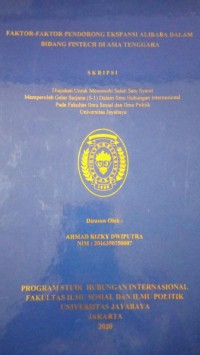 FAKTOR-FAKTOR PENDORONG EKSPANSI ALIBABA DALAM
BIDANG FINTECH DI ASIA TENGGARA
SKRIPSI
Diajukan Untuk Memenuhi Salah Satu Syarat
Memperoleh Gelar Sarjana (S-1) Dalam Ilmu Hubungan Internasional
Pada Fakultas Ilmu Sosial dan Ilmu Politik
Universitas Jayabaya
Disusun Oleh :
AHMAD RIZKY DWIPUTRA
NIM :
PROGRAM STUDI HUBUNGAN INTERNASIONAL
FAKULTAS ILMU SOSIAL DAN ILMU POLITIK
UNIVERSITAS JAYABAYA
JAKARTA
2020